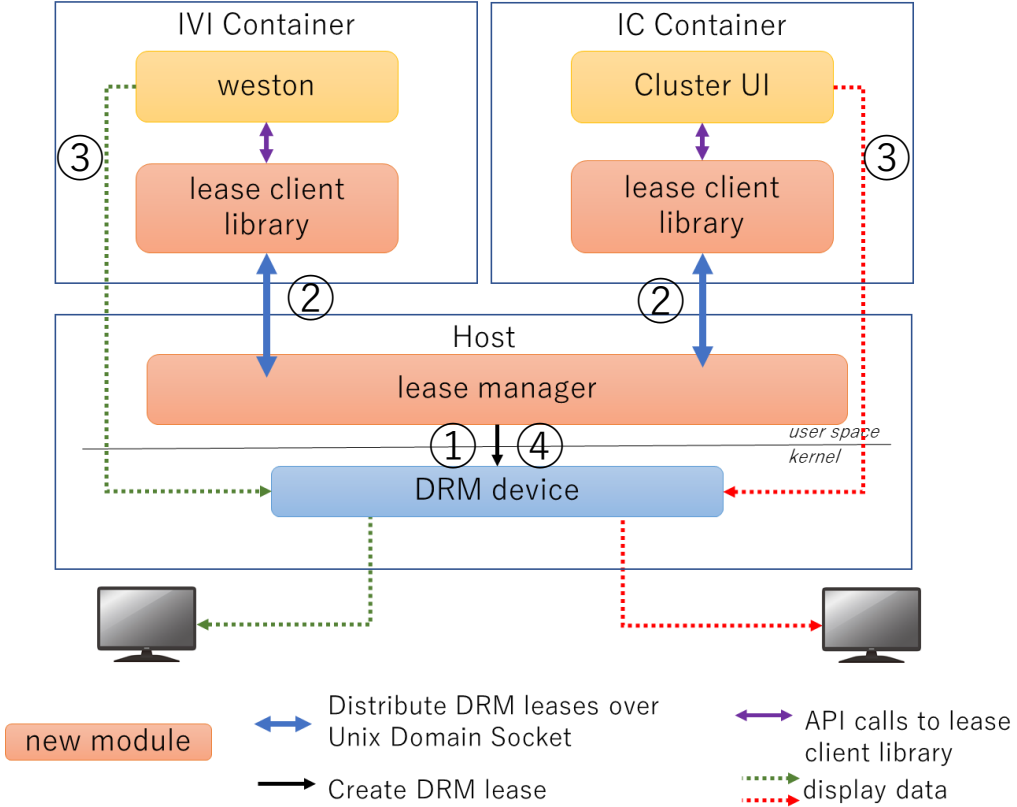 IVI Container
IC Container
weston
Cluster UI
③
③
lease client
library
lease client
library
②
②
Host
lease manager
①
④
user space
kernel
DRM device
new module
Distribute DRM leases over
Unix Domain Socket
Create DRM lease
API calls to lease
client library
display data